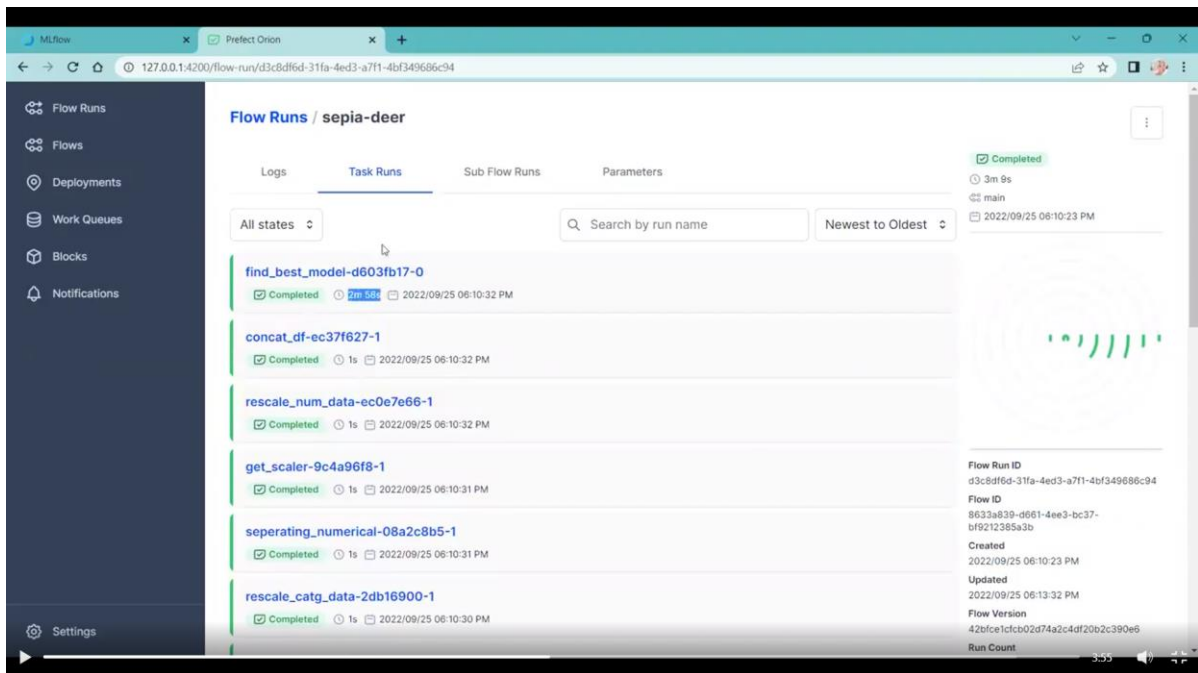 MLflow
Prefect Orion
127.0.0.1:4200/flow-run/d3c8df6d-31fa-4ed3-a7f1-4bf349686c94
Flow Runs
Flows
Deployments
Work Queues
Blocks
Notifications
Settings
Flow Runs / sepia-deer
Logs Task Runs Sub Flow Runs Parameters
All states Search by run name Newest to Oldest
find_best_model-d603fb17-0
Completed 2m 58s 2022/09/25 06:10:32 PM
concat_df-ec37f627-1
Completed 1s 2022/09/25 06:10:32 PM
rescale_num_data-ec0e7e66-1
Completed 1s 2022/09/25 06:10:32 PM
get_scaler-9c4a96f8-1
Completed 1s 2022/09/25 06:10:31 PM
seperating_numerical-08a2c8b5-1
Completed 1s 2022/09/25 06:10:31 PM
rescale_catg_data-2db16900-1
Completed 1s 2022/09/25 06:10:30 PM
Completed
3m 9s
main
2022/09/25 06:10:23 PM
Flow Run ID
d3c8df6d-31fa-4ed3-a7f1-4bf349686c94
Flow ID
8633a839-d661-4ee3-bc37-
bf9212385a3b
Created
2022/09/25 06:10:23 PM
Updated
2022/09/25 06:13:32 PM
Flow Version
42bfce1cfcb02d74a2c4df20b2c390e6
Run Count
3:55